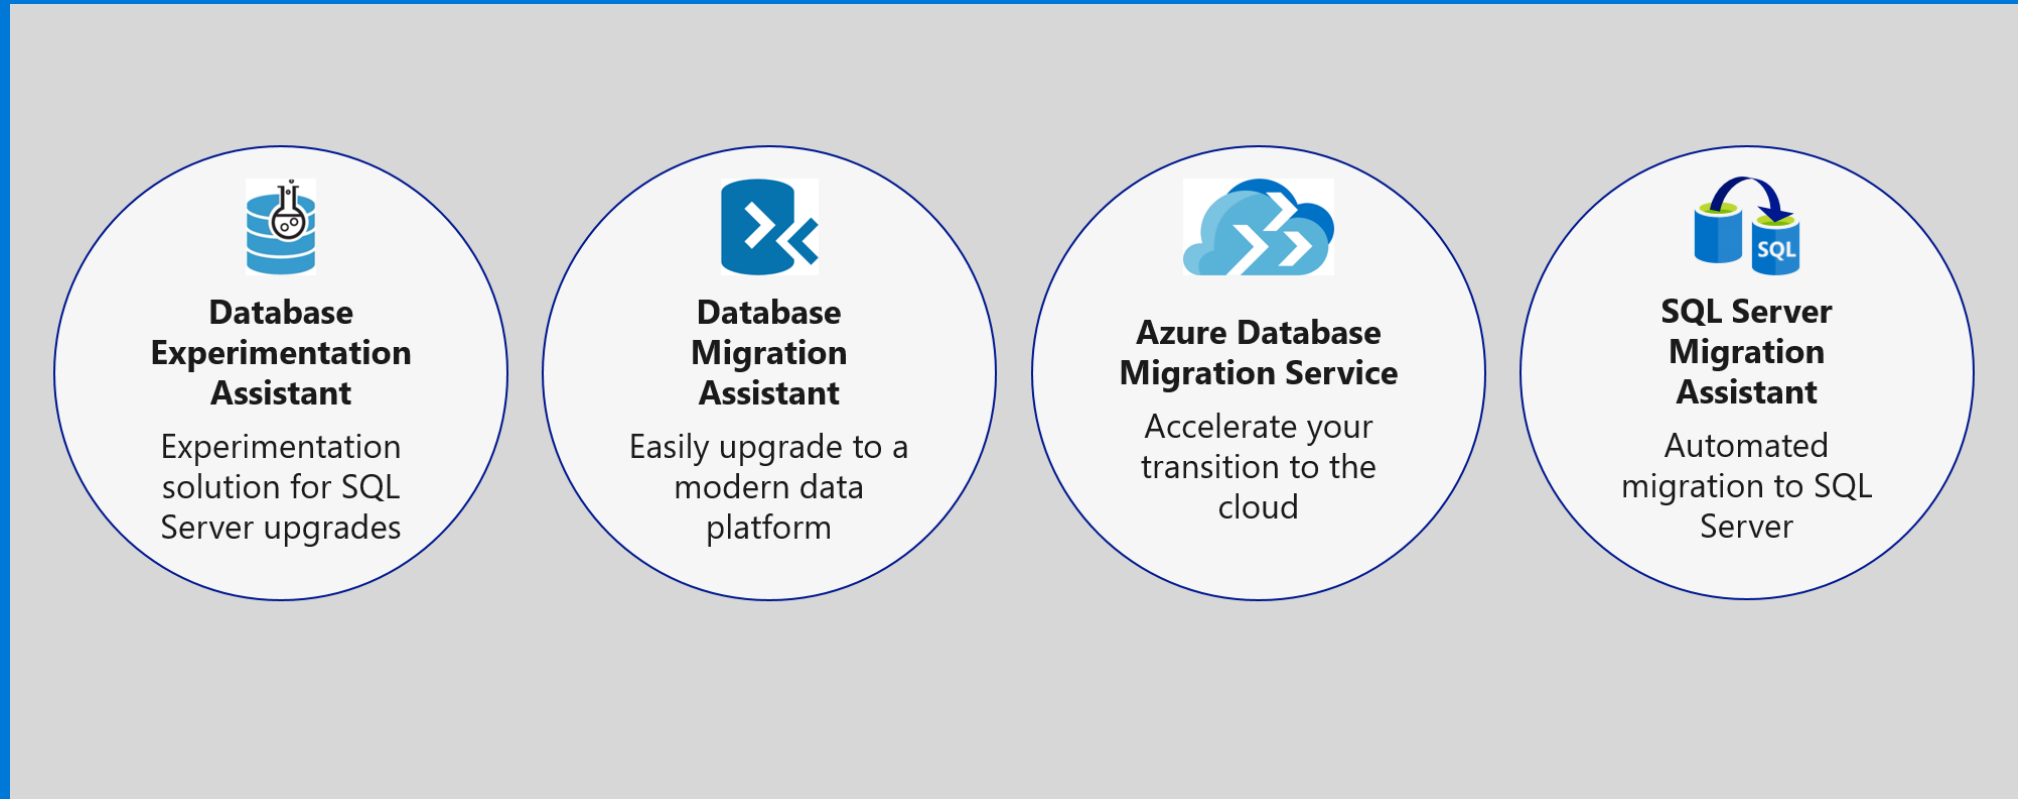 Database
Experimentation
Assistant
Experimentation
solution for SQL
Server upgrades
Database
Migration
Assistant
Easily upgrade to a
modern data
platform
Azure Database
Migration Service
Accelerate your
transition to the
cloud
SQL
SQL Server
Migration
Assistant
Automated
migration to SQL
Server